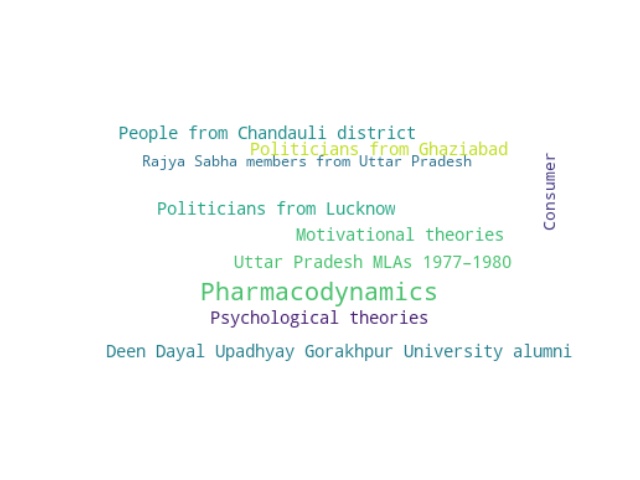 People from Chandauli district
Politicians from Ghaziabad
Rajya Sabha members from Uttar Pradesh
Consumer
Politicians from Lucknow
Motivational theories
Uttar Pradesh MLAs 1977–1980
Pharmacodynamics
Psychological theories
Deen Dayal Upadhyay Gorakhpur University alumni